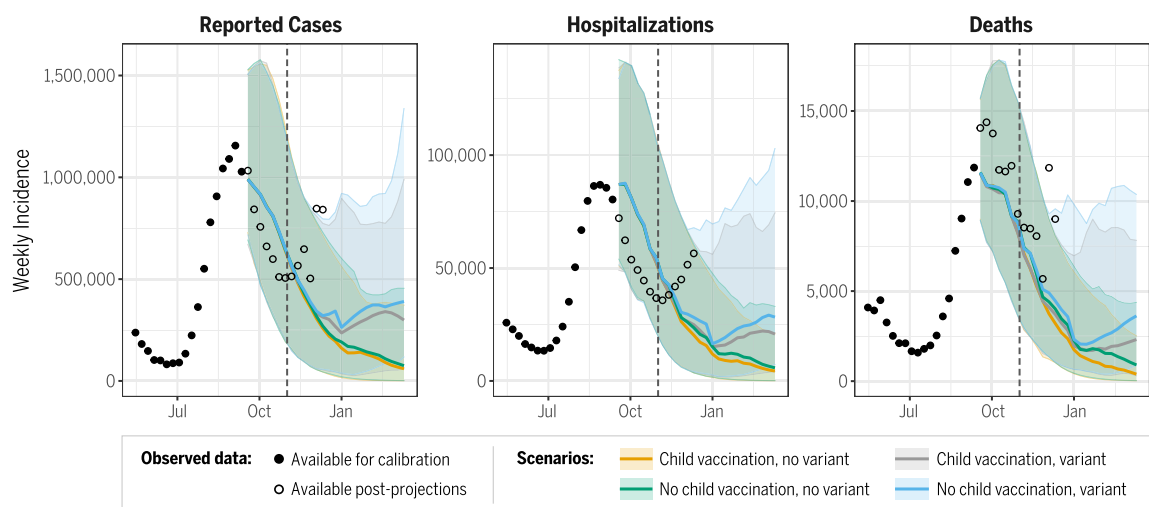 Reported Cases
Hospitalizations
Deaths
Weekly Incidence
1,500,000
1,000,000
500,000
0
Jul Oct Jan
100,000
50,000
0
Jul Oct Jan
15,000
10,000
5,000
0
Jul Oct Jan
Observed data:
Available for calibration
Available post-projections
Scenarios:
Child vaccination, no variant
No child vaccination, no variant
Child vaccination, variant
No child vaccination, variant